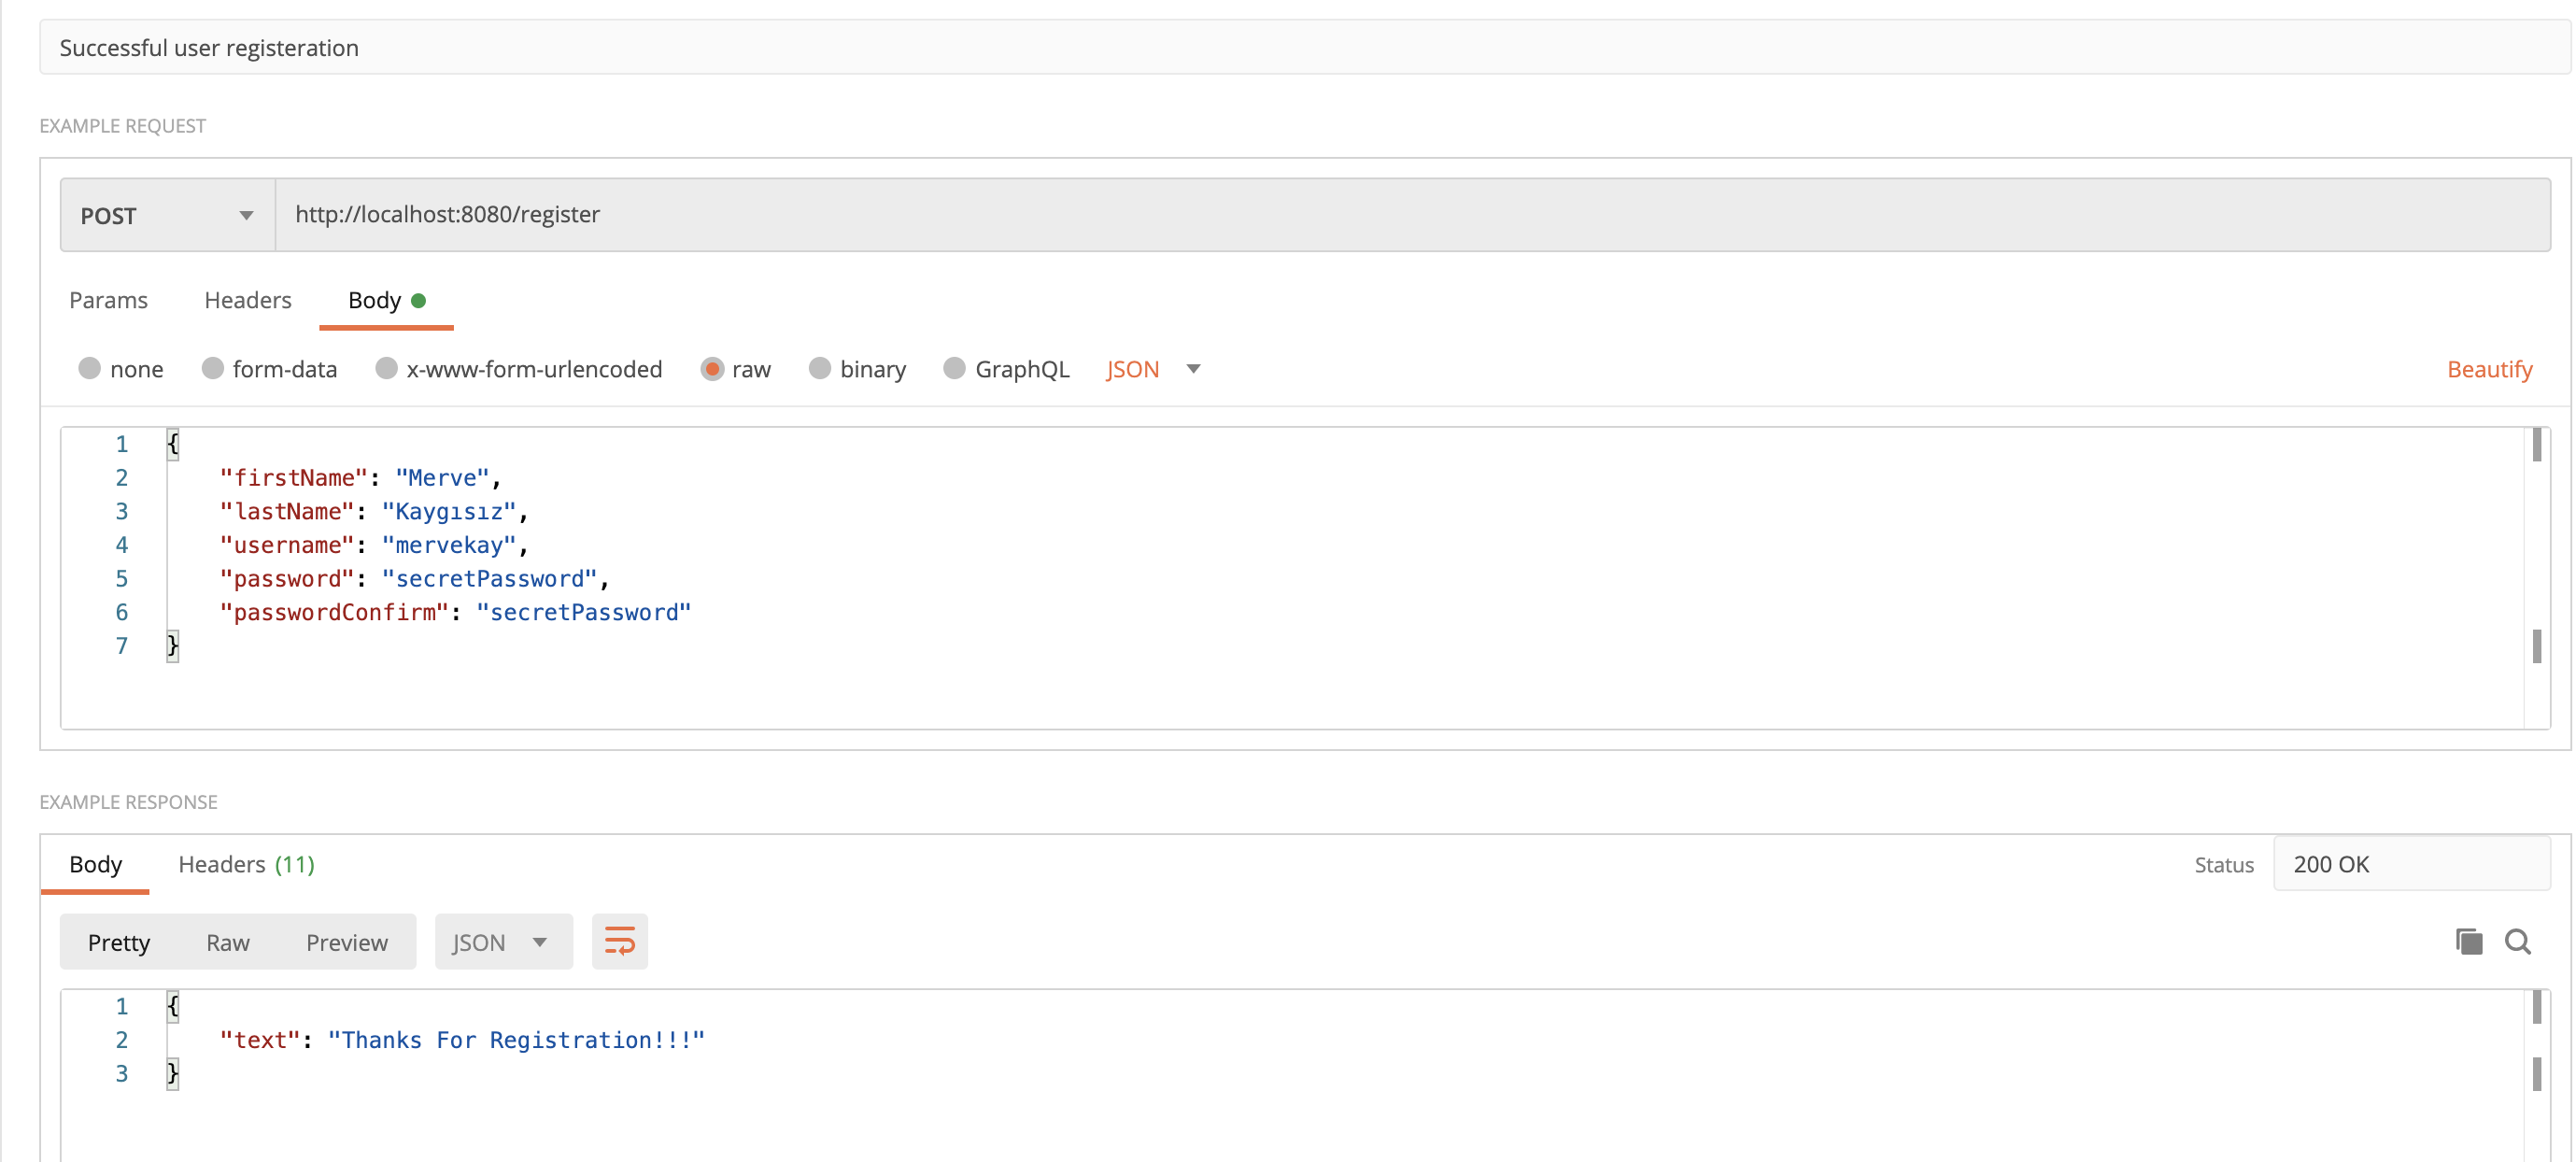 Successful user registeration
EXAMPLE REQUEST
POST http://localhost:8080/register
Params Headers Body
none form-data x-www-form-urlencoded raw binary GraphQL JSON Beautify
1 {
2 "firstName": "Merve",
3 "lastName": "Kaygısız",
4 "username": "mervekay",
5 "password": "secretPassword",
6 "passwordConfirm": "secretPassword"
7 }
EXAMPLE RESPONSE
Body Headers (11) Status 200 OK
Pretty Raw Preview JSON
1 {
2 "text": "Thanks For Registration!!!"
3 }